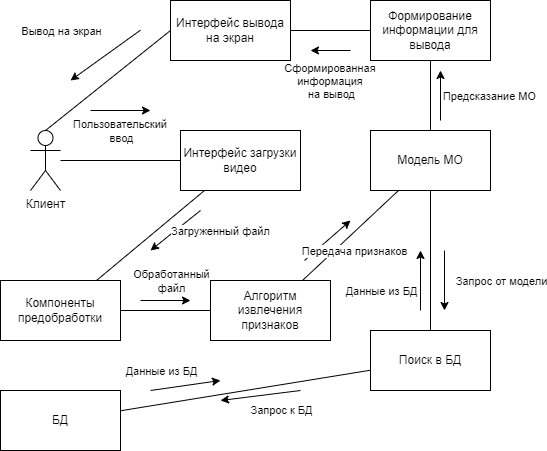 Вывод на экран
Интерфейс вывода
на экран
Формирование
информации для
вывода
Сформированная
информация
на вывод
Предсказание МО
Пользовательский
ввод
Интерфейс загрузки
видео
Модель МО
Клиент
Загруженный файл
Передача признаков
Обработанный
файл
Компоненты
предобработки
Алгоритм
извлечения
признаков
Данные из БД
Запрос от модели
Поиск в БД
Данные из БД
Запрос к БД
БД